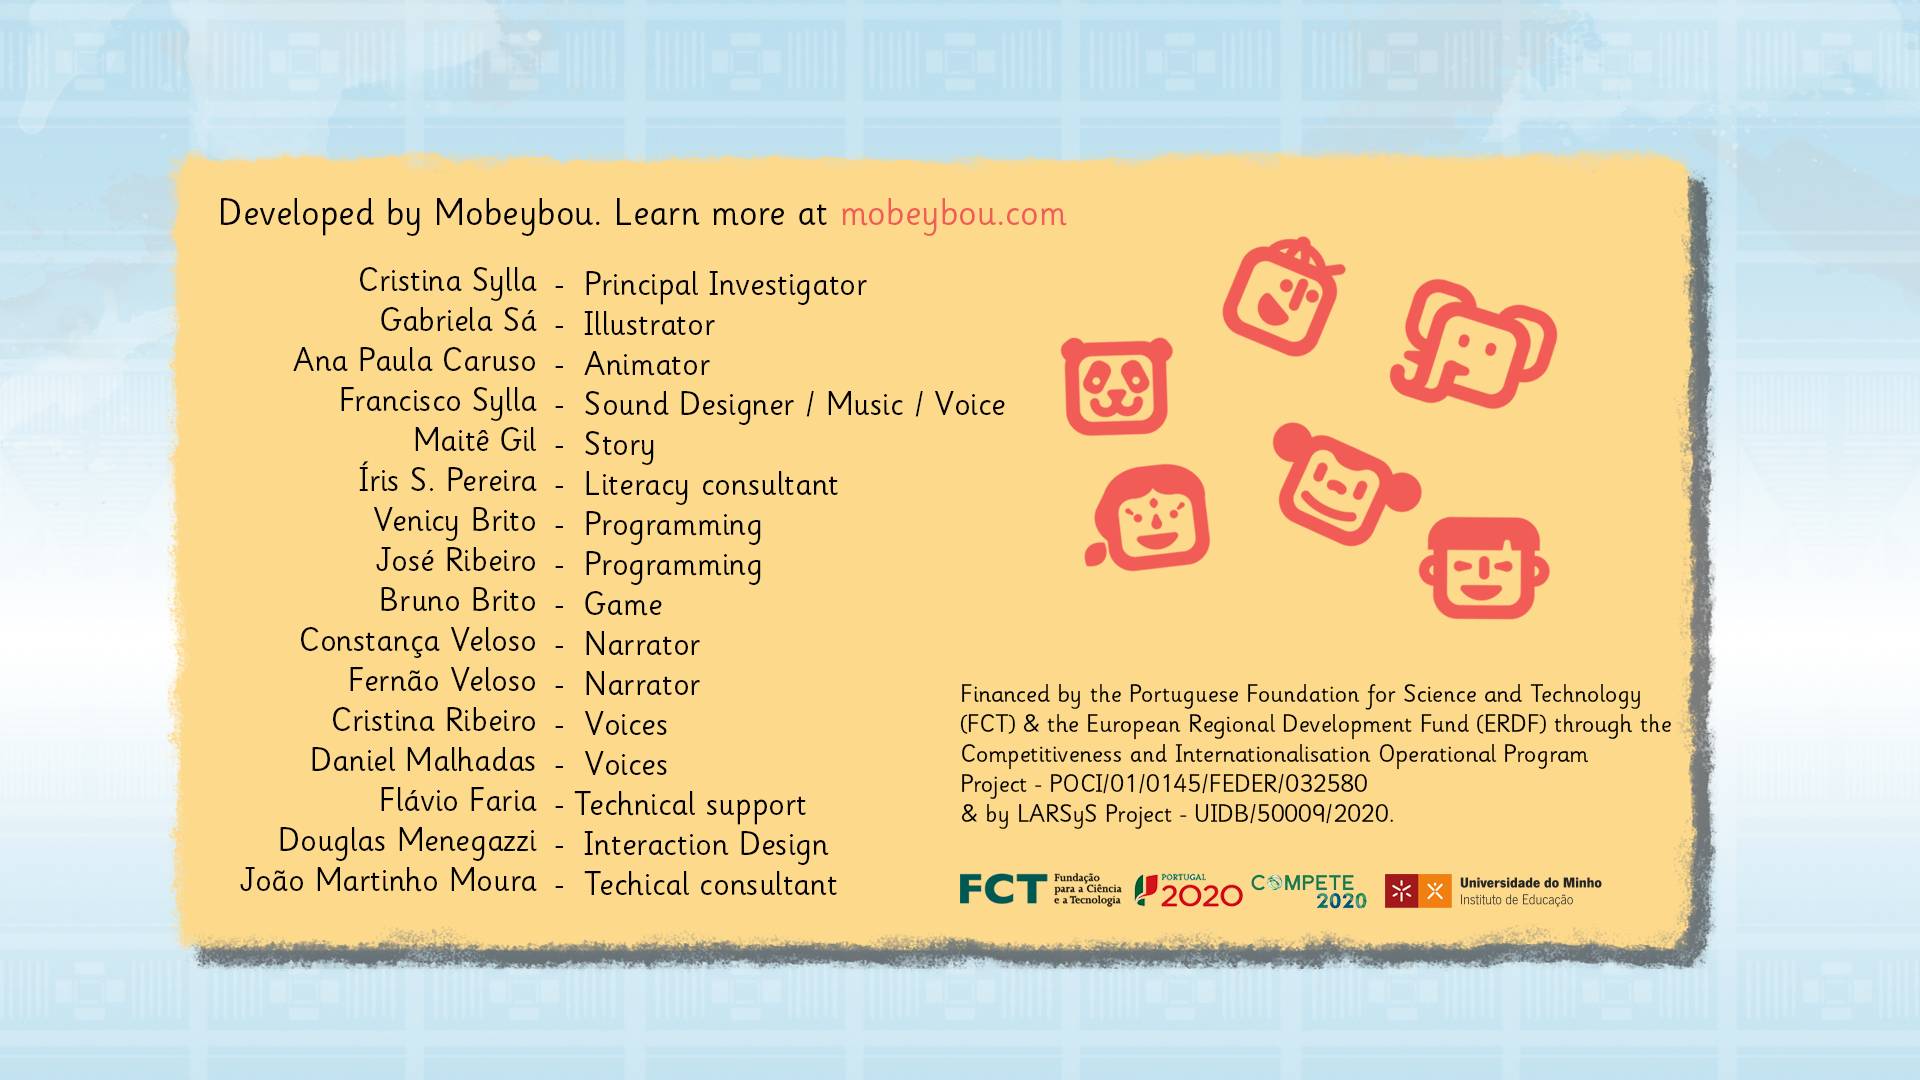 Developed by Mobeybou. Learn more at mobeybou.com
Cristina Sylla - Principal Investigator
Gabriela Sá - Illustrator
Ana Paula Caruso - Animator
Francisco Sylla - Sound Designer / Music / Voice
Maitê Gil - Story
Íris S. Pereira - Literacy consultant
Venicy Brito - Programming
José Ribeiro - Programming
Bruno Brito - Game
Constança Veloso - Narrator
Fernão Veloso - Narrator
Cristina Ribeiro - Voices
Daniel Malhadas - Voices
Flávio Faria - Technical support
Douglas Menegazzi - Interaction Design
João Martinho Moura - Techical consultant
Financed by the Portuguese Foundation for Science and Technology
(FCT) & the European Regional Development Fund (ERDF) through the
Competitiveness and Internationalisation Operational Program
Project - POCI/01/0145/FEDER/032580
& by LARSyS Project - UIDB/50009/2020.
FCT
Fundação
para a Ciência
e a Tecnologia
PORTUGAL
2020
COMPETE
2020
Universidade do Minho
Instituto de Educação